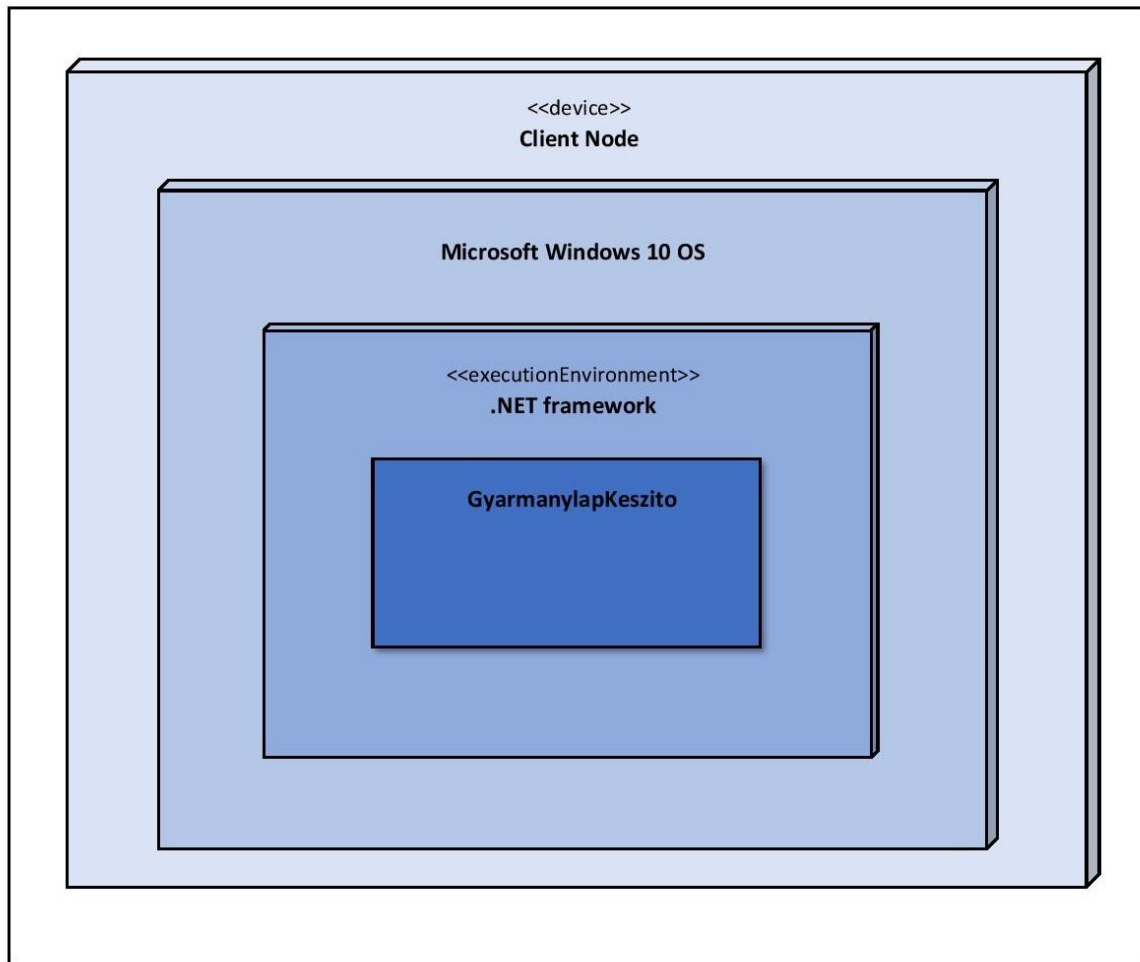 <<device>>
Client Node
Microsoft Windows 10 OS
<<executionEnvironment>>
.NET framework
GyarmanylapKeszito